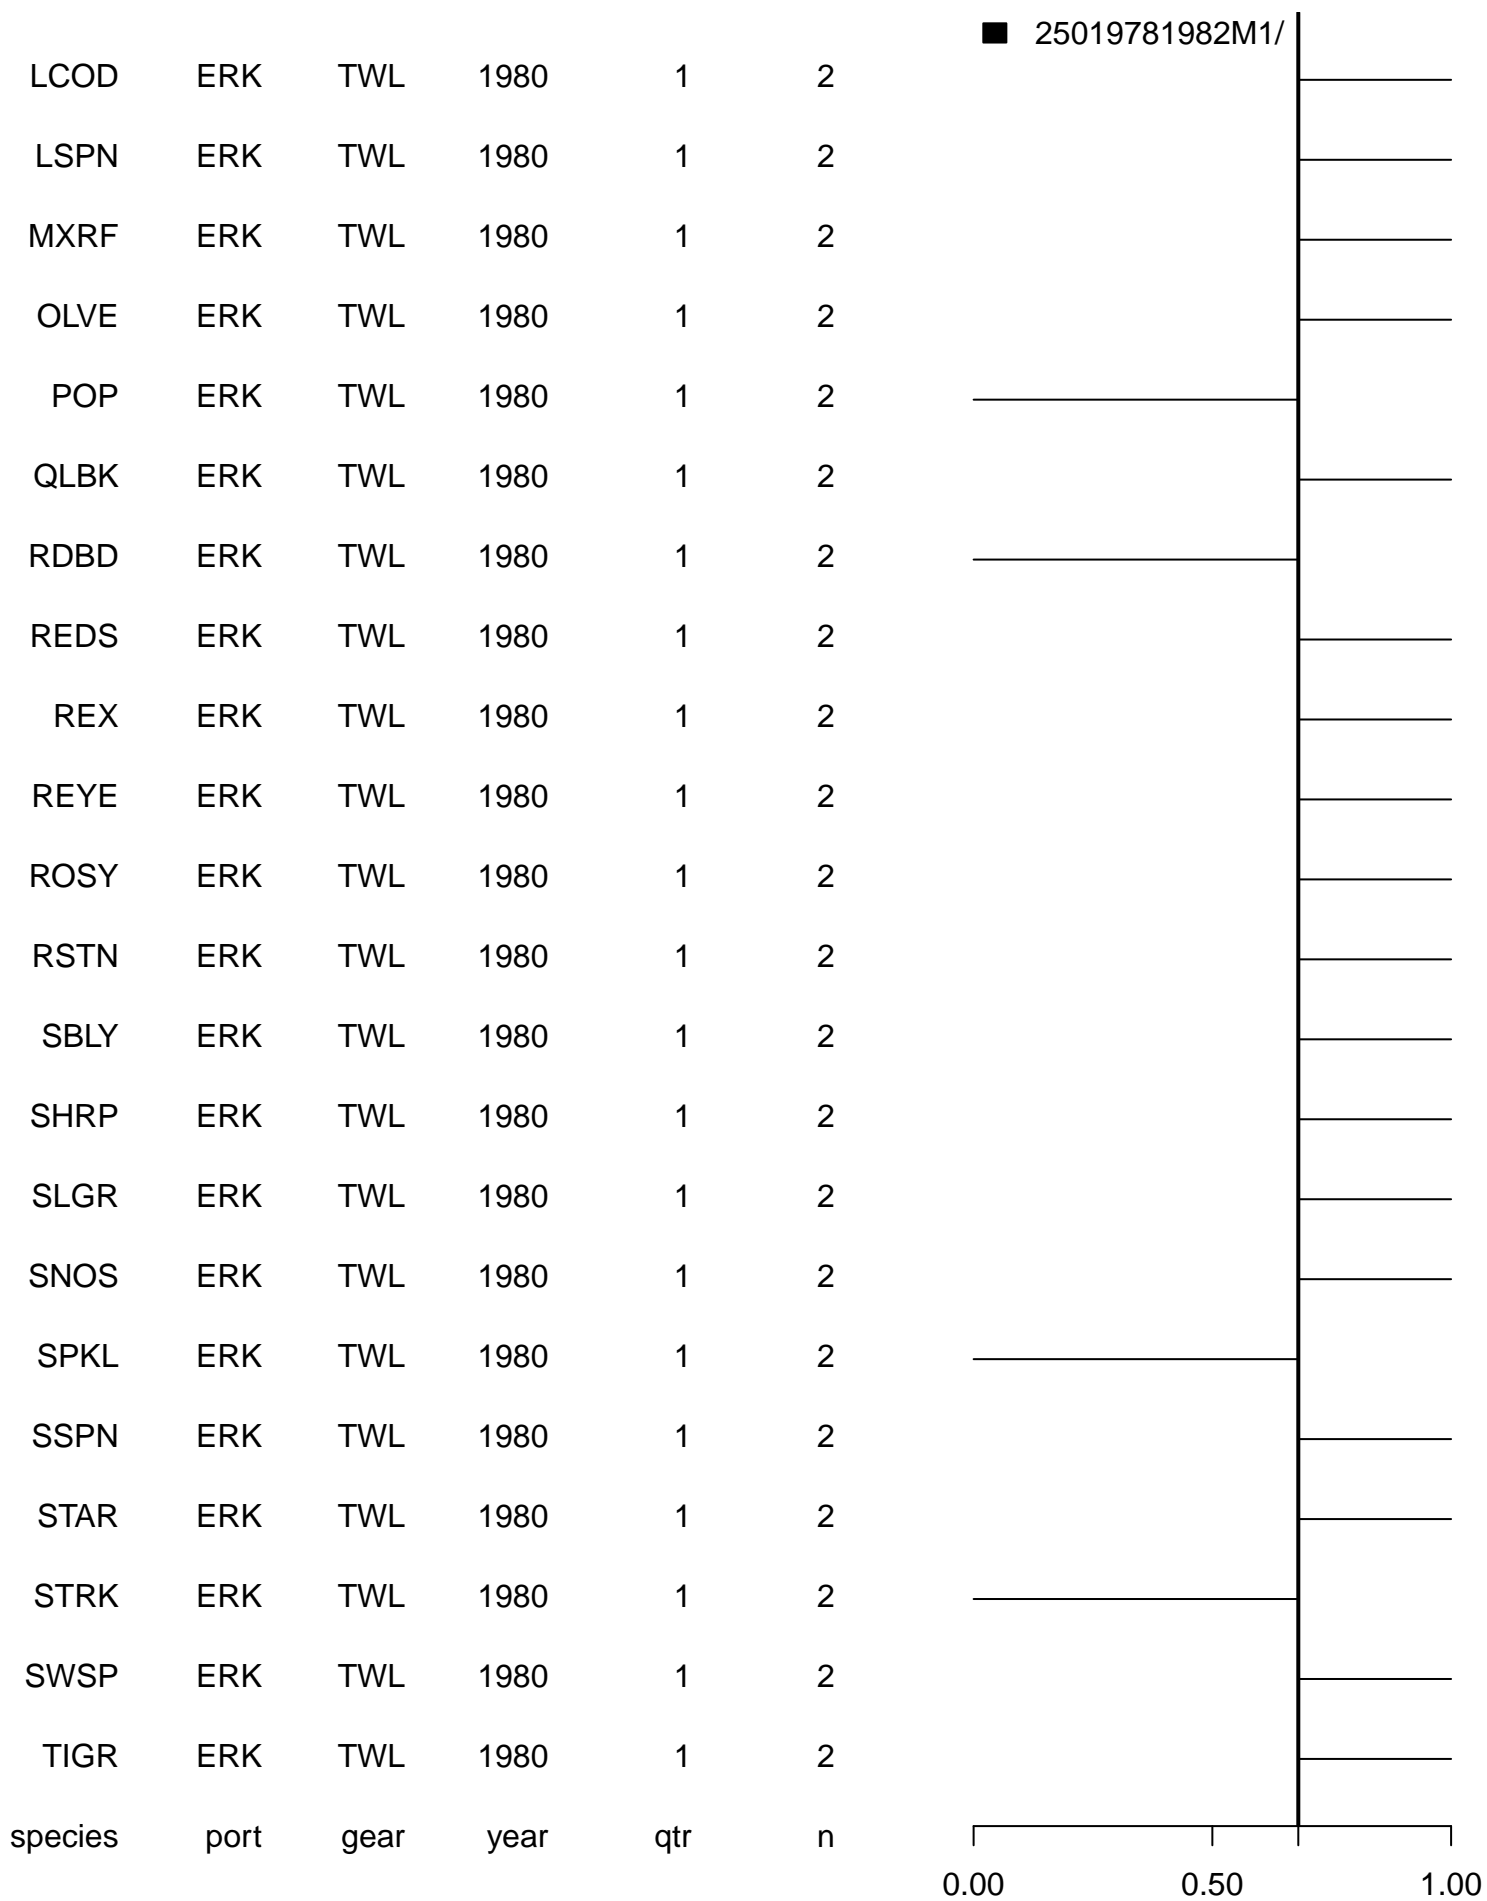 25019781982M1/
LCOD ERK TWL 1980 1 2
LSPN ERK TWL 1980 1 2
MXRF ERK TWL 1980 1 2
OLVE ERK TWL 1980 1 2
POP ERK TWL 1980 1 2
QLBK ERK TWL 1980 1 2
RDBD ERK TWL 1980 1 2
REDS ERK TWL 1980 1 2
REX ERK TWL 1980 1 2
REYE ERK TWL 1980 1 2
ROSY ERK TWL 1980 1 2
RSTN ERK TWL 1980 1 2
SBLY ERK TWL 1980 1 2
SHRP ERK TWL 1980 1 2
SLGR ERK TWL 1980 1 2
SNOS ERK TWL 1980 1 2
SPKL ERK TWL 1980 1 2
SSPN ERK TWL 1980 1 2
STAR ERK TWL 1980 1 2
STRK ERK TWL 1980 1 2
SWSP ERK TWL 1980 1 2
TIGR ERK TWL 1980 1 2
species port gear year qtr n
0.00 0.50 1.00